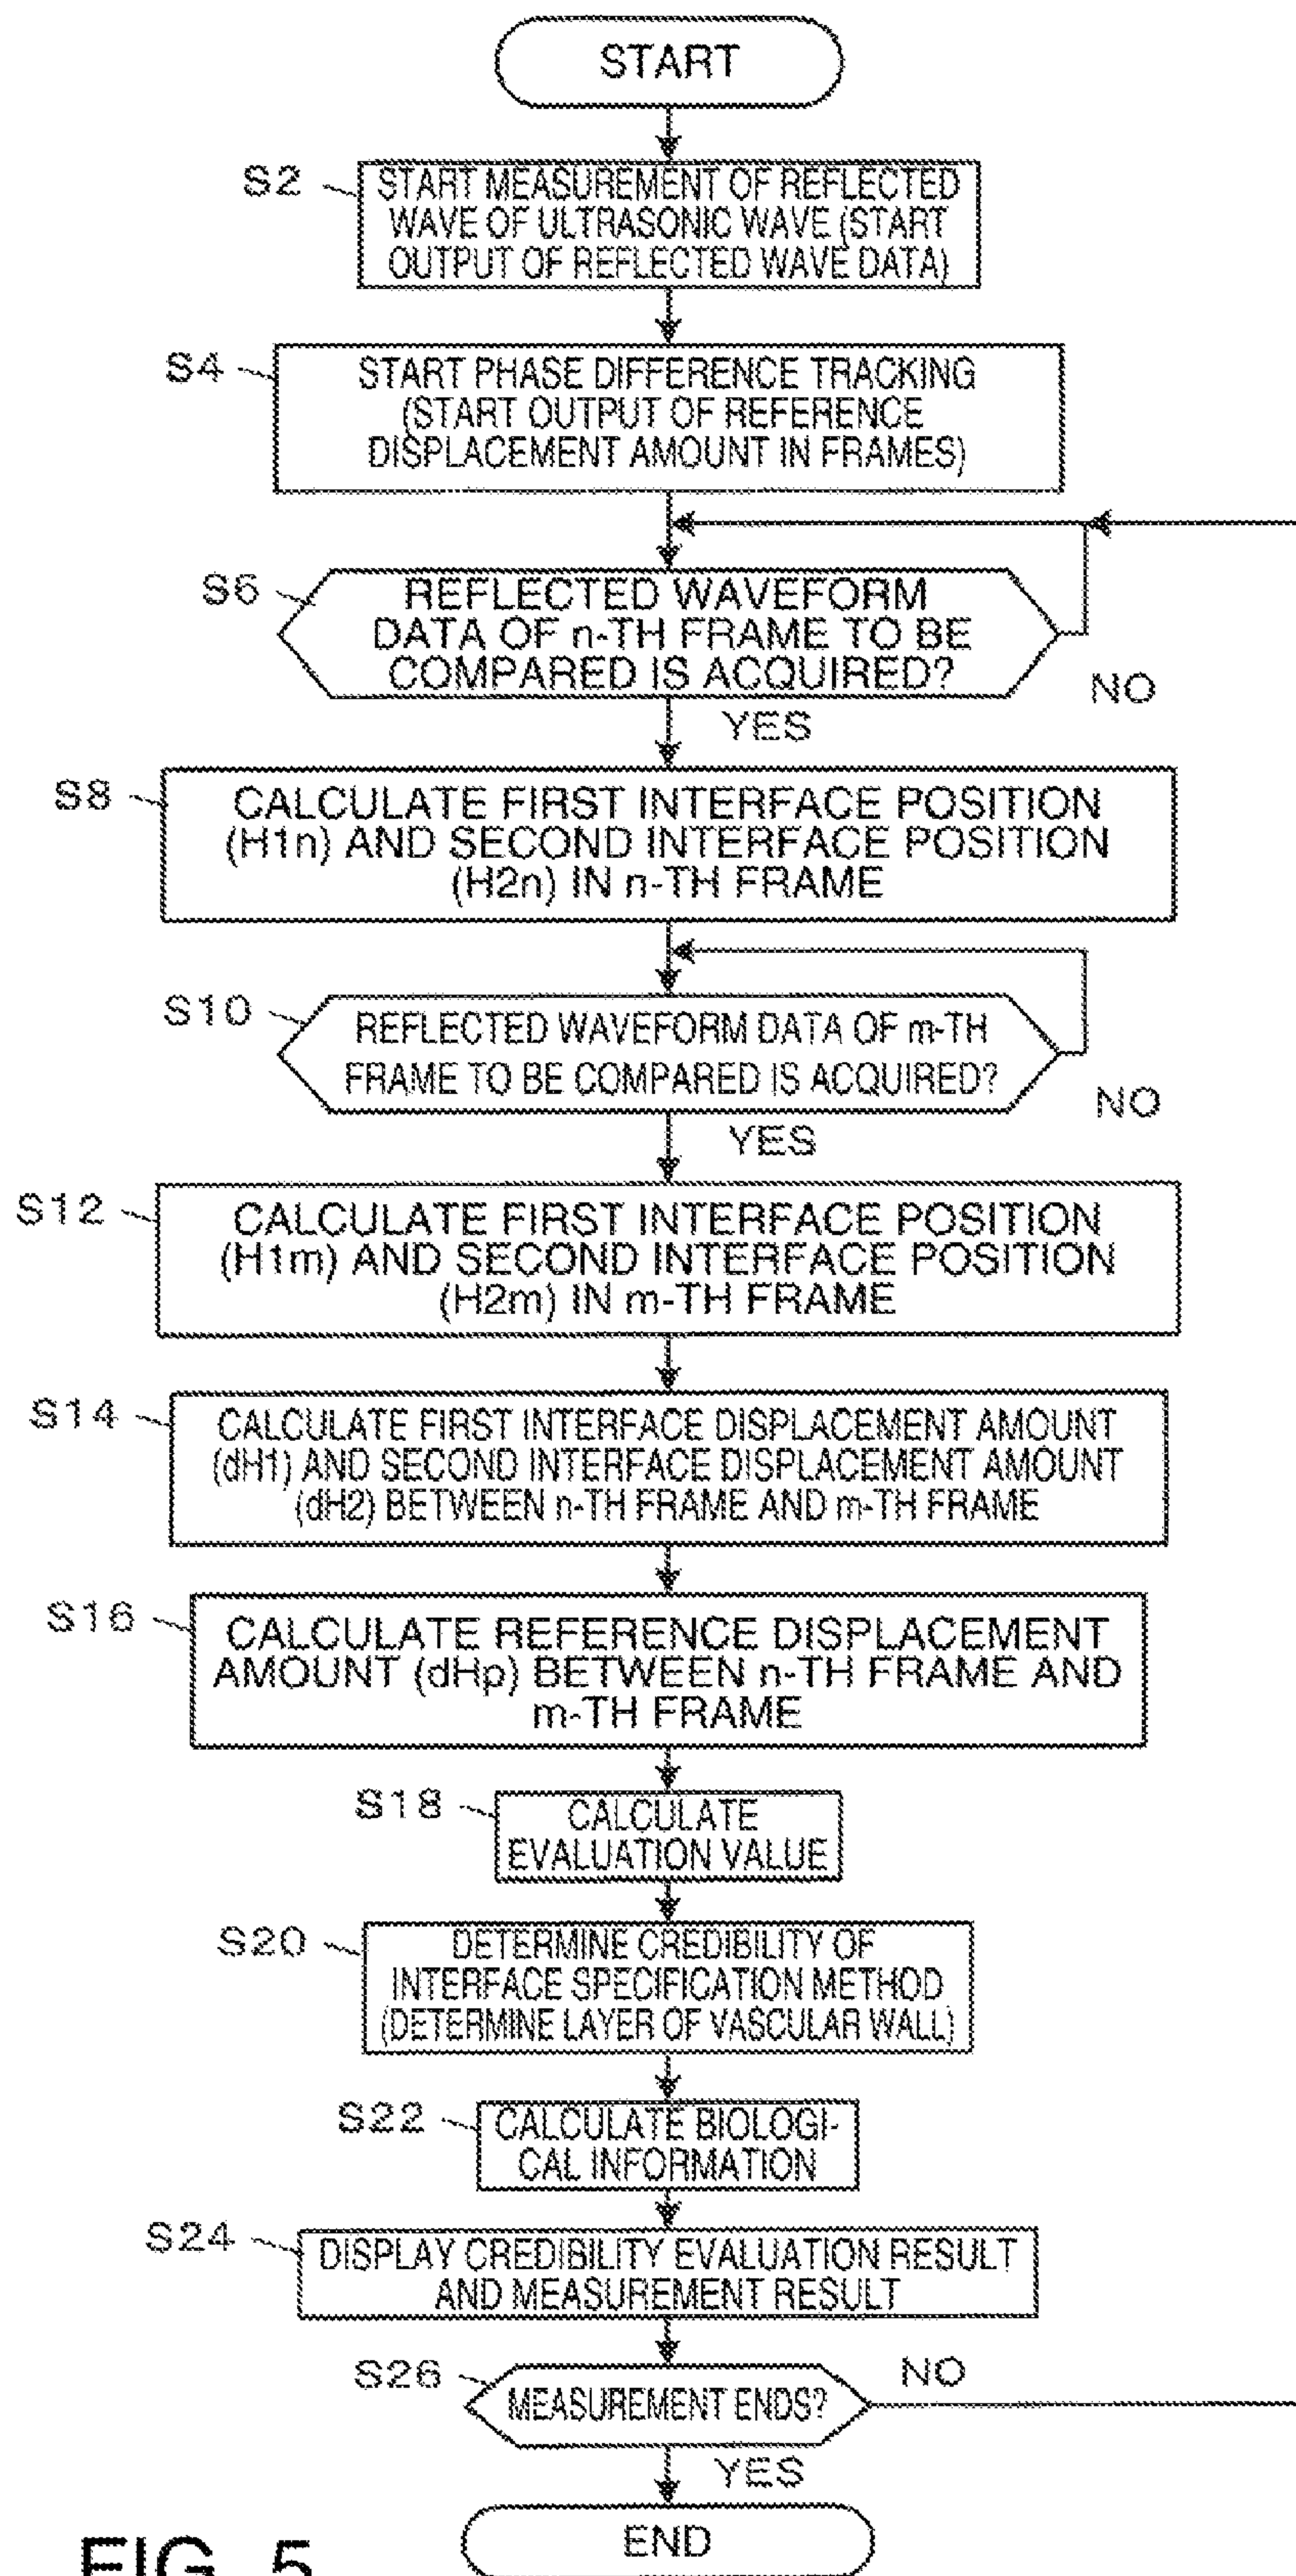 START
S2
START MEASUREMENT OF REFLECTED
WAVE OF ULTRASONIC WAVE (START
OUTPUT OF REFLECTED WAVE DATA)
S4
START PHASE DIFFERENCE TRACKING
(START OUTPUT OF REFERENCE
DISPLACEMENT AMOUNT IN FRAMES)
S6
REFLECTED WAVEFORM
DATA OF n-TH FRAME TO BE
COMPARED IS ACQUIRED?
NO
YES
S8
CALCULATE FIRST INTERFACE POSITION
(H1n) AND SECOND INTERFACE POSITION
(H2n) IN n-TH FRAME
S10
REFLECTED WAVEFORM DATA OF m-TH
FRAME TO BE COMPARED IS ACQUIRED?
NO
YES
S12
CALCULATE FIRST INTERFACE POSITION
(H1m) AND SECOND INTERFACE POSITION
(H2m) IN m-TH FRAME
S14
CALCULATE FIRST INTERFACE DISPLACEMENT AMOUNT
(dH1) AND SECOND INTERFACE DISPLACEMENT AMOUNT
(dH2) BETWEEN n-TH FRAME AND m-TH FRAME
S16
CALCULATE REFERENCE DISPLACEMENT
AMOUNT (dHp) BETWEEN n-TH FRAME AND
m-TH FRAME
S18
CALCULATE
EVALUATION VALUE
S20
DETERMINE CREDIBILITY OF
INTERFACE SPECIFICATION METHOD
(DETERMINE LAYER OF VASCULAR WALL)
S22
CALCULATE BIOLOGI-
CAL INFORMATION
S24
DISPLAY CREDIBILITY EVALUATION RESULT
AND MEASUREMENT RESULT
S26
MEASUREMENT ENDS?
NO
YES
END
FIG. 5